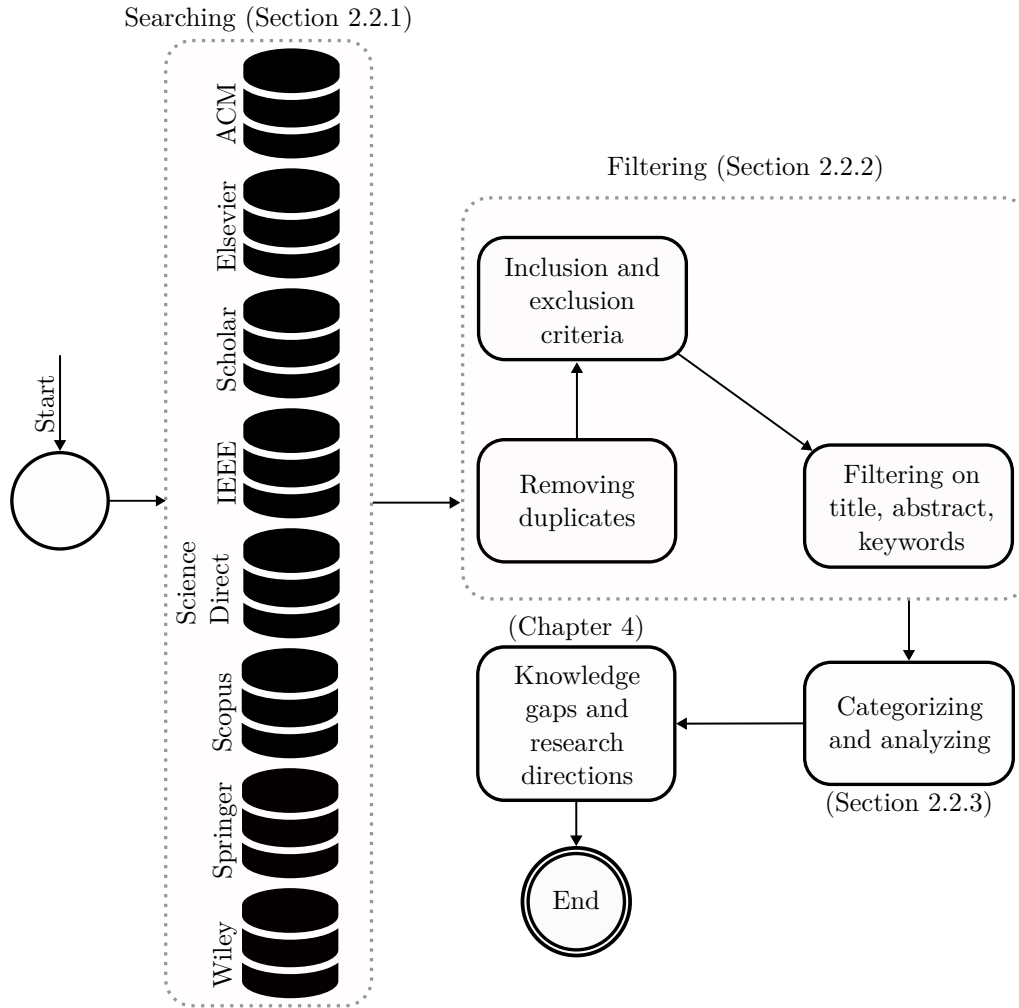 Searching (Section 2.2.1)
ACM
Elsevier
Scholar
IEEE
Science
Direct
Scopus
Springer
Wiley
Start
Filtering (Section 2.2.2)
Inclusion and
exclusion
criteria
Removing
duplicates
Filtering on
title, abstract,
keywords
(Chapter 4)
Knowledge
gaps and
research
directions
Categorizing
and analyzing
(Section 2.2.3)
End